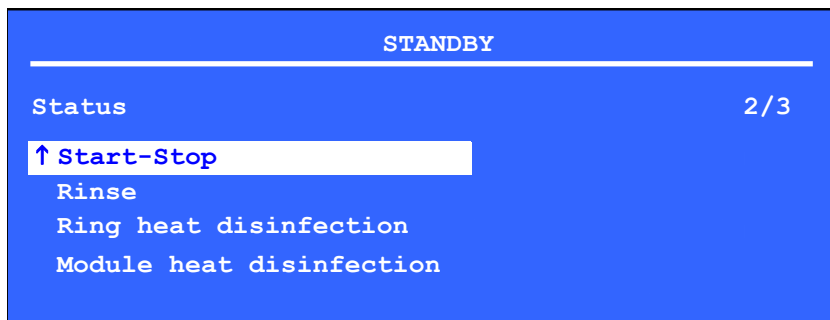 STANDBY
Status 2/3
↑ Start-Stop
Rinse
Ring heat disinfection
Module heat disinfection